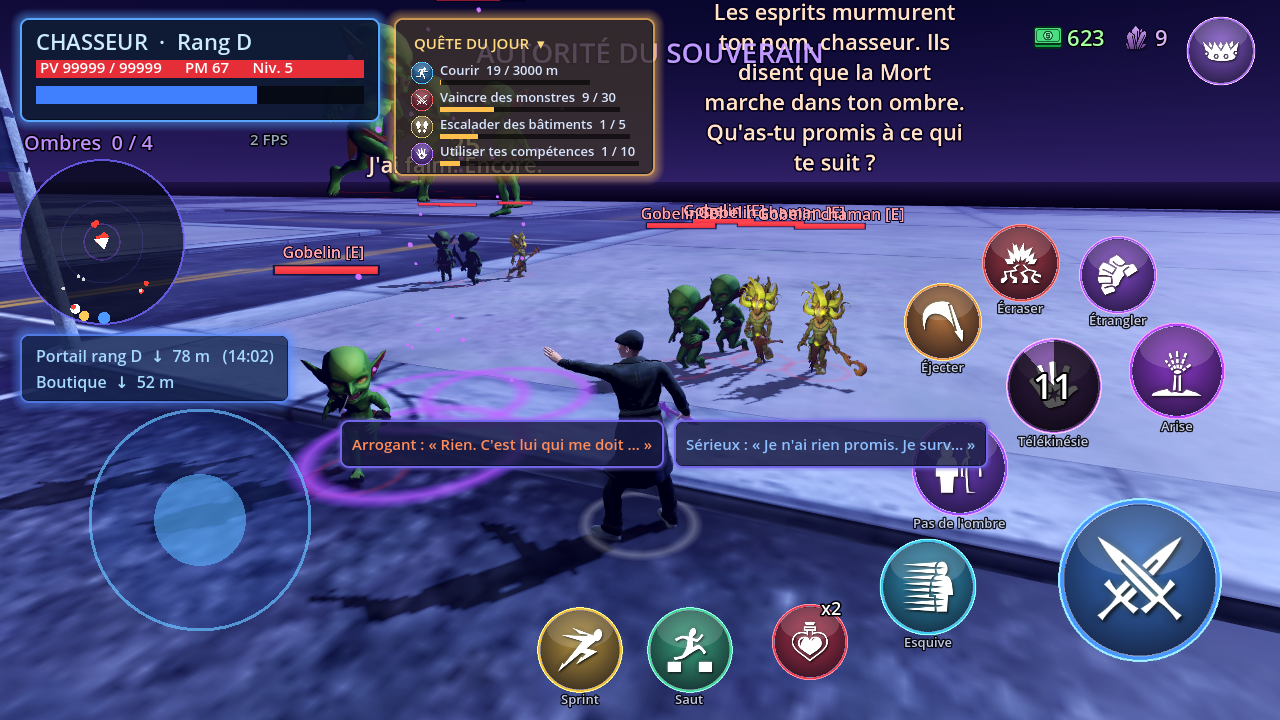 CHASSEUR · Rang D
PV 99999 / 99999 PM 67 Niv. 5
Ombres 0 / 4
2 FPS
QUÊTE DU JOUR ▼
Courir 19 / 3000 m
Vaincre des monstres 9 / 30
Escalader des bâtiments 1 / 5
Utiliser tes compétences 1 / 10
AUTORITÉ DU SOUVERAIN
J'ai faim. Encore.
Les esprits murmurent
ton nom, chasseur. Ils
disent que la Mort
marche dans ton ombre.
Qu'as-tu promis à ce qui
te suit ?
623
9
Gobelin [E]
Gobelin
Gobelin [E]
Gobelin chaman [E]
Portail rang D ↓ 78 m (14:02)
Boutique ↓ 52 m
Écraser
Étrangler
Éjecter
11
Télékinésie
Arise
Arrogant : « Rien. C'est lui qui me doit ... »
Sérieux : « Je n'ai rien promis. Je surv... »
Pas de l'ombre
Esquive
x2
Sprint
Saut